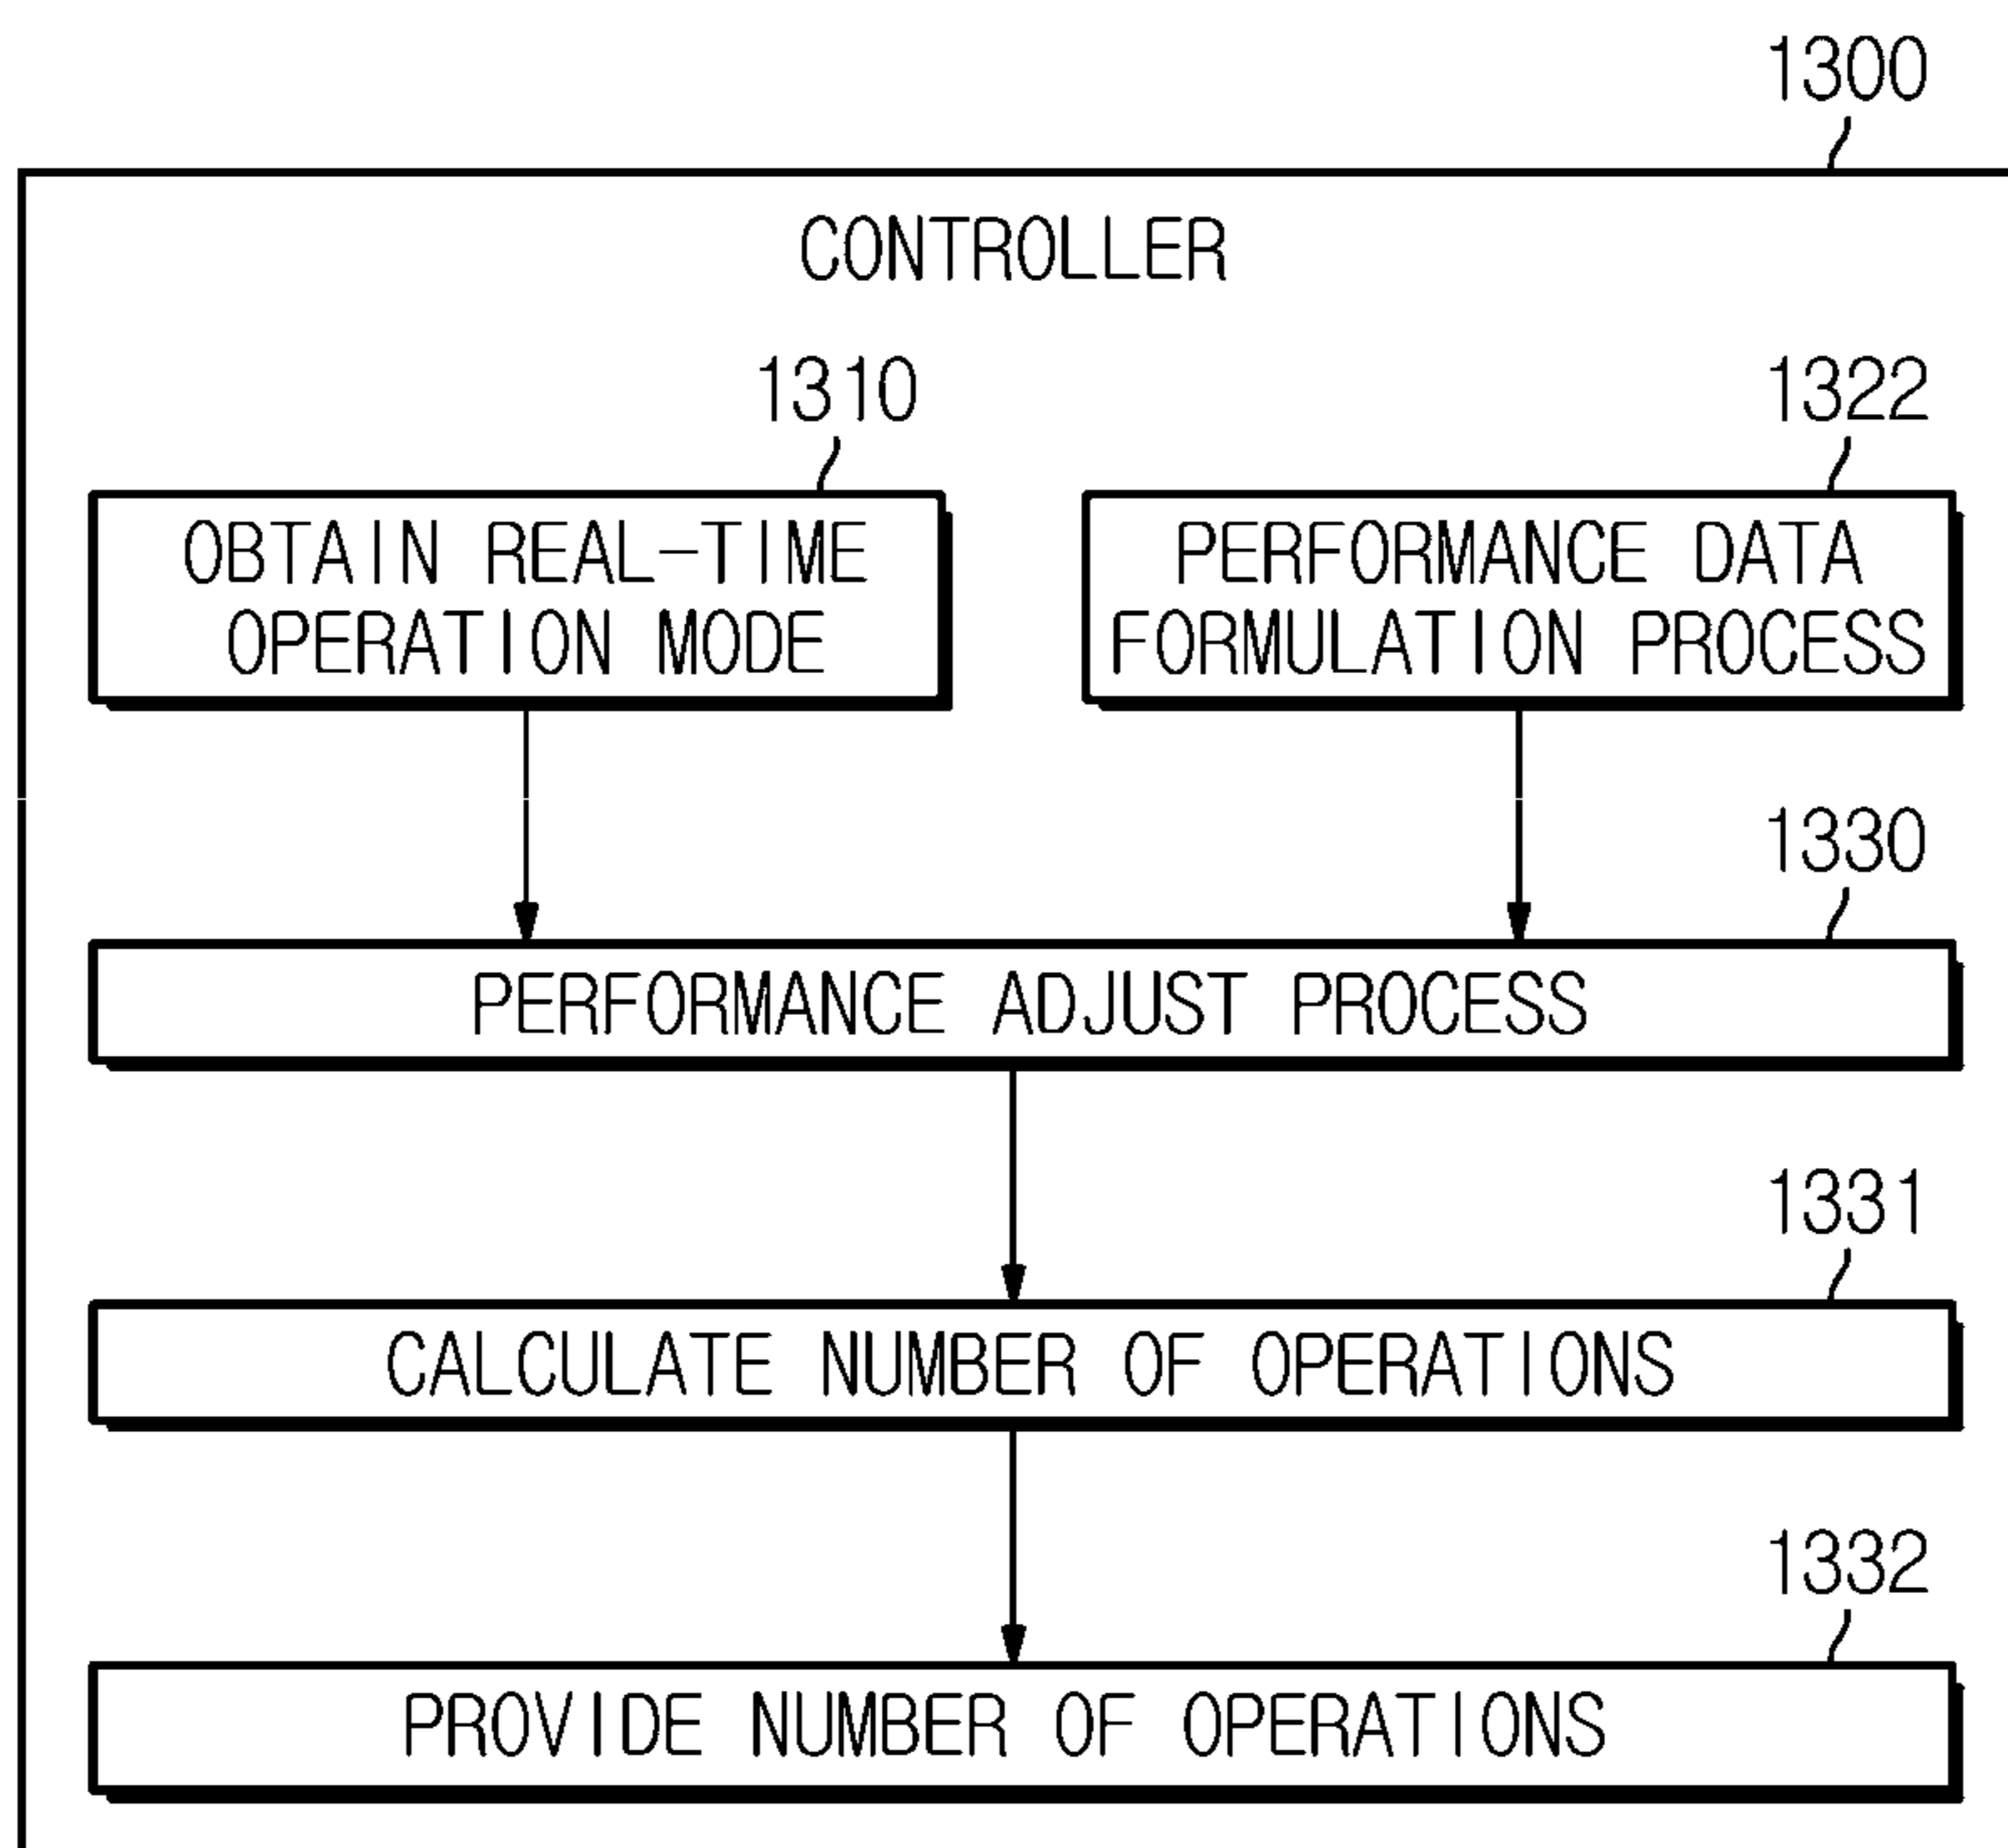 1300
CONTROLLER
1310
1322
OBTAIN REAL-TIME
OPERATION MODE
PERFORMANCE DATA
FORMULATION PROCESS
1330
PERFORMANCE ADJUST PROCESS
1331
CALCULATE NUMBER OF OPERATIONS
1332
PROVIDE NUMBER OF OPERATIONS